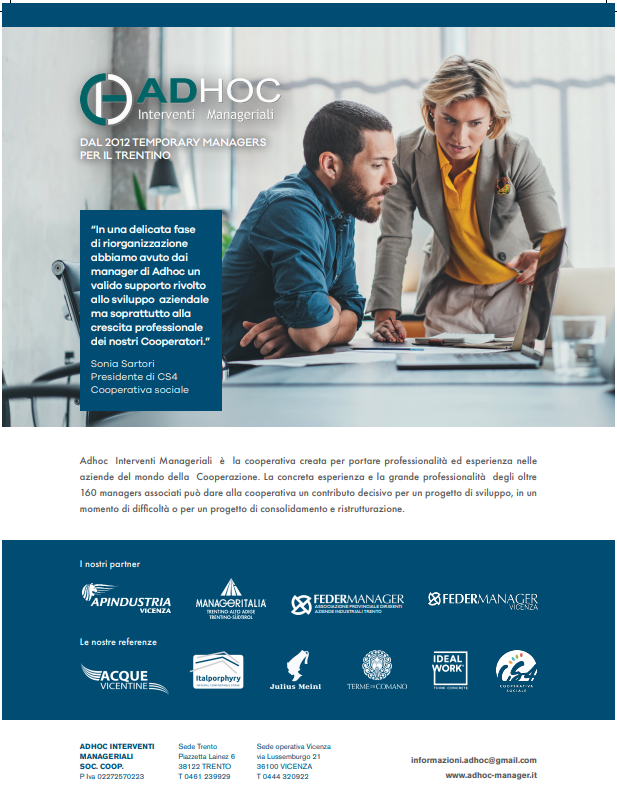 ADHOC
Interventi Manageriali
DAL 2012 TEMPORARY MANAGERS
PER IL TRENTINO
“In una delicata fase
di riorganizzazione
abbiamo avuto dai
manager di Adhoc un
valido supporto rivolto
allo sviluppo aziendale
ma soprattutto alla
crescita professionale
dei nostri Cooperatori.”
Sonia Sartori
Presidente di CS4
Cooperativa sociale
Adhoc Interventi Manageriali è la cooperativa creata per portare professionalità ed esperienza nelle
aziende del mondo della Cooperazione. La concreta esperienza e la grande professionalità degli oltre
160 managers associati può dare alla cooperativa un contributo decisivo per un progetto di sviluppo, in un
momento di difficoltà o per un progetto di consolidamento e ristrutturazione.
I nostri partner
APINDUSTRIA
VICENZA
MANAGERITALIA
TRENTINO-ALTO ADIGE
TRENTINO-SÜDTIROL
FEDERMANAGER
ASSOCIAZIONE PROVINCIALE DIRIGENTI
AZIENDE INDUSTRIALI TRENTO
FEDERMANAGER
VICENZA
Le nostre referenze
ACQUE
VICENTINE
Italporphyry
Julius Meinl
TERME DI COMANO
IDEAL
WORK
THINK CONCRETE
COOPERATIVA
SOCIALE
ADHOC INTERVENTI
MANAGERIALI
SOC. COOP.
P Iva 02272570223
Sede Trento
Piazzetta Lainez 6
38122 TRENTO
T 0461 239929
Sede operativa Vicenza
via Lussemburgo 21
36100 VICENZA
T 0444 320922
informazioni.adhoc@gmail.com
www.adhoc-manager.it